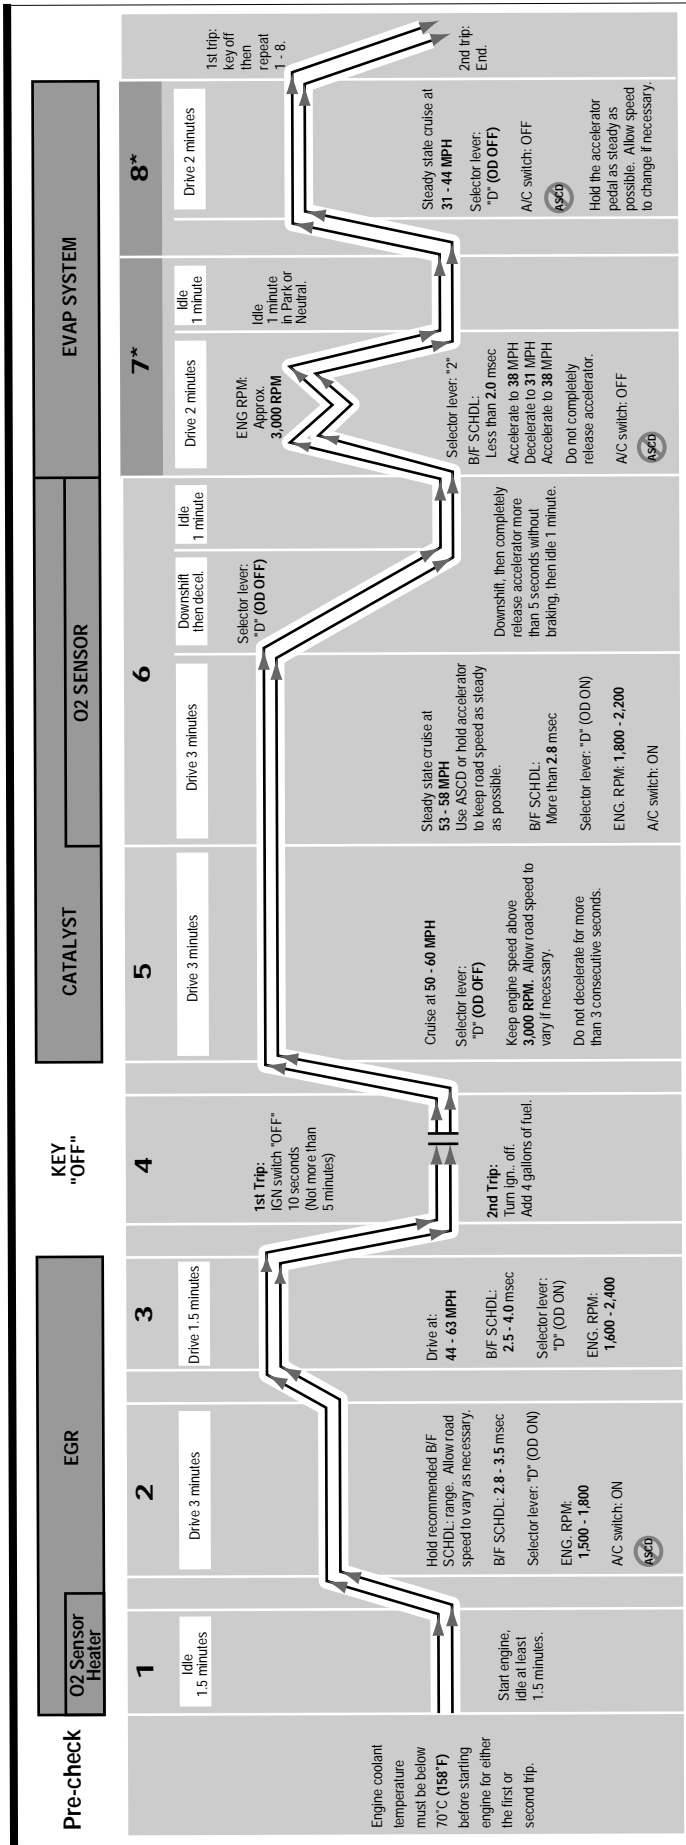 Pre-check
O2 Sensor
Heater
EGR
KEY
"OFF"
CATALYST
O2 SENSOR
EVAP SYSTEM
Engine coolant
temperature
must be below
70˚C (158˚F)
before starting
engine for either
the first or
second trip.
1
Idle
1.5 minutes
Start engine,
idle at least
1.5 minutes.
2
Drive 3 minutes
Hold recommended B/F
SCHDL: range. Allow road
speed to vary as necessary.
B/F SCHDL: 2.8 - 3.5 msec
Selector lever: "D" (OD ON)
ENG. RPM:
1,500 - 1,800
A/C switch: ON
ASCD
3
Drive 1.5 minutes
Drive at:
44 - 63 MPH
B/F SCHDL:
2.5 - 4.0 msec
Selector lever:
"D" (OD ON)
ENG. RPM:
1,600 - 2,400
4
1st Trip:
IGN switch "OFF"
10 seconds
(Not more than
5 minutes)
2nd Trip:
Turn ign.. off.
Add 4 gallons of fuel.
5
Drive 3 minutes
Cruise at 50 - 60 MPH
Selector lever:
"D" (OD OFF)
Keep engine speed above
3,000 RPM. Allow road speed to
vary if necessary.
Do not decelerate for more
than 3 consecutive seconds.
6
Drive 3 minutes
Steady state cruise at
53 - 58 MPH
Use ASCD or hold accelerator
to keep road speed as steady
as possible.
B/F SCHDL:
More than 2.8 msec
Selector lever: "D" (OD ON)
ENG. RPM: 1,800 - 2,200
A/C switch: ON
Downshift
then decel.
Selector lever:
"D" (OD OFF)
Idle
1 minute
Downshift, then completely
release accelerator more
than 5 seconds without
braking, then idle 1 minute.
7*
Drive 2 minutes
ENG RPM:
Approx.
3,000 RPM
Selector lever: "2"
B/F SCHDL:
Less than 2.0 msec
Accelerate to 38 MPH
Decelerate to 31 MPH
Accelerate to 38 MPH
Do not completely
release accelerator.
A/C switch: OFF
ASCD
Idle
1 minute
Idle
1 minute
in Park or
Neutral.
8*
Drive 2 minutes
Steady state cruise at
31 - 44 MPH
Selector lever:
"D" (OD OFF)
A/C switch: OFF
ASCD
Hold the accelerator
pedal as steady as
possible. Allow speed
to change if necessary.
1st trip:
key off
then
repeat
1 - 8.
2nd trip:
End.